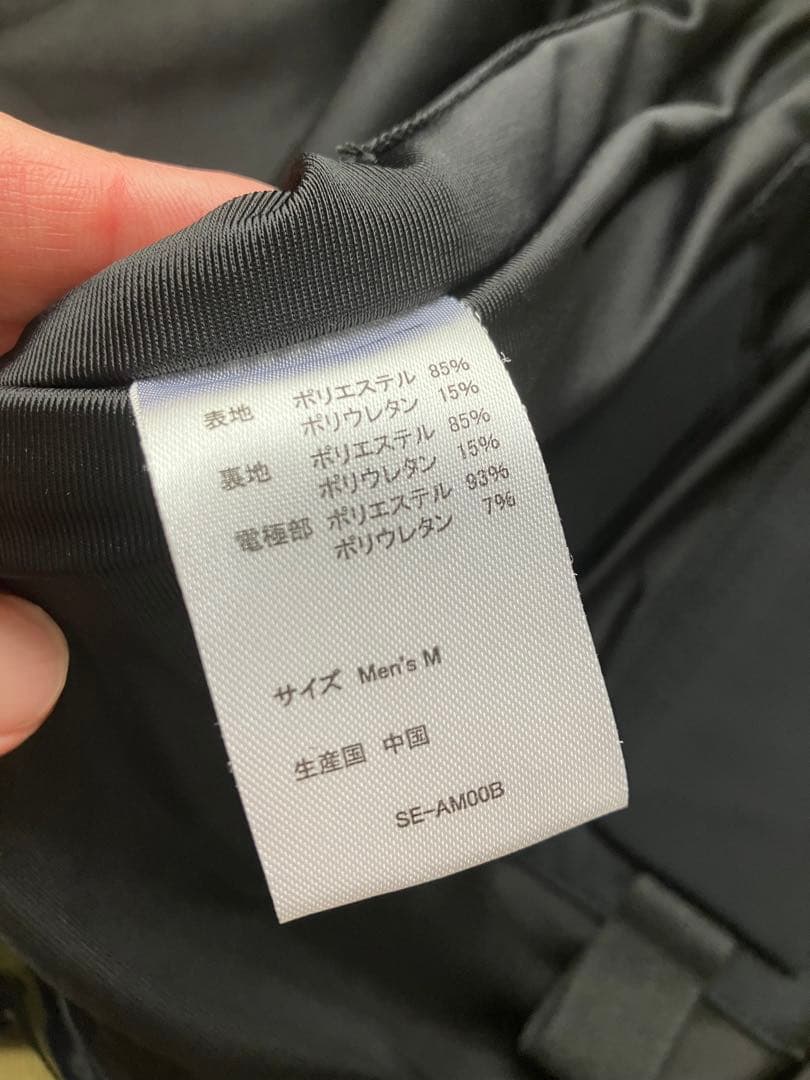 表地 ポリエステル 85%
ポリウレタン 15%
裏地 ポリエステル 85%
ポリウレタン 15%
電極部 ポリエステル 93%
ポリウレタン 7%
サイズ Men's M
生産国 中国
SE-AM00B